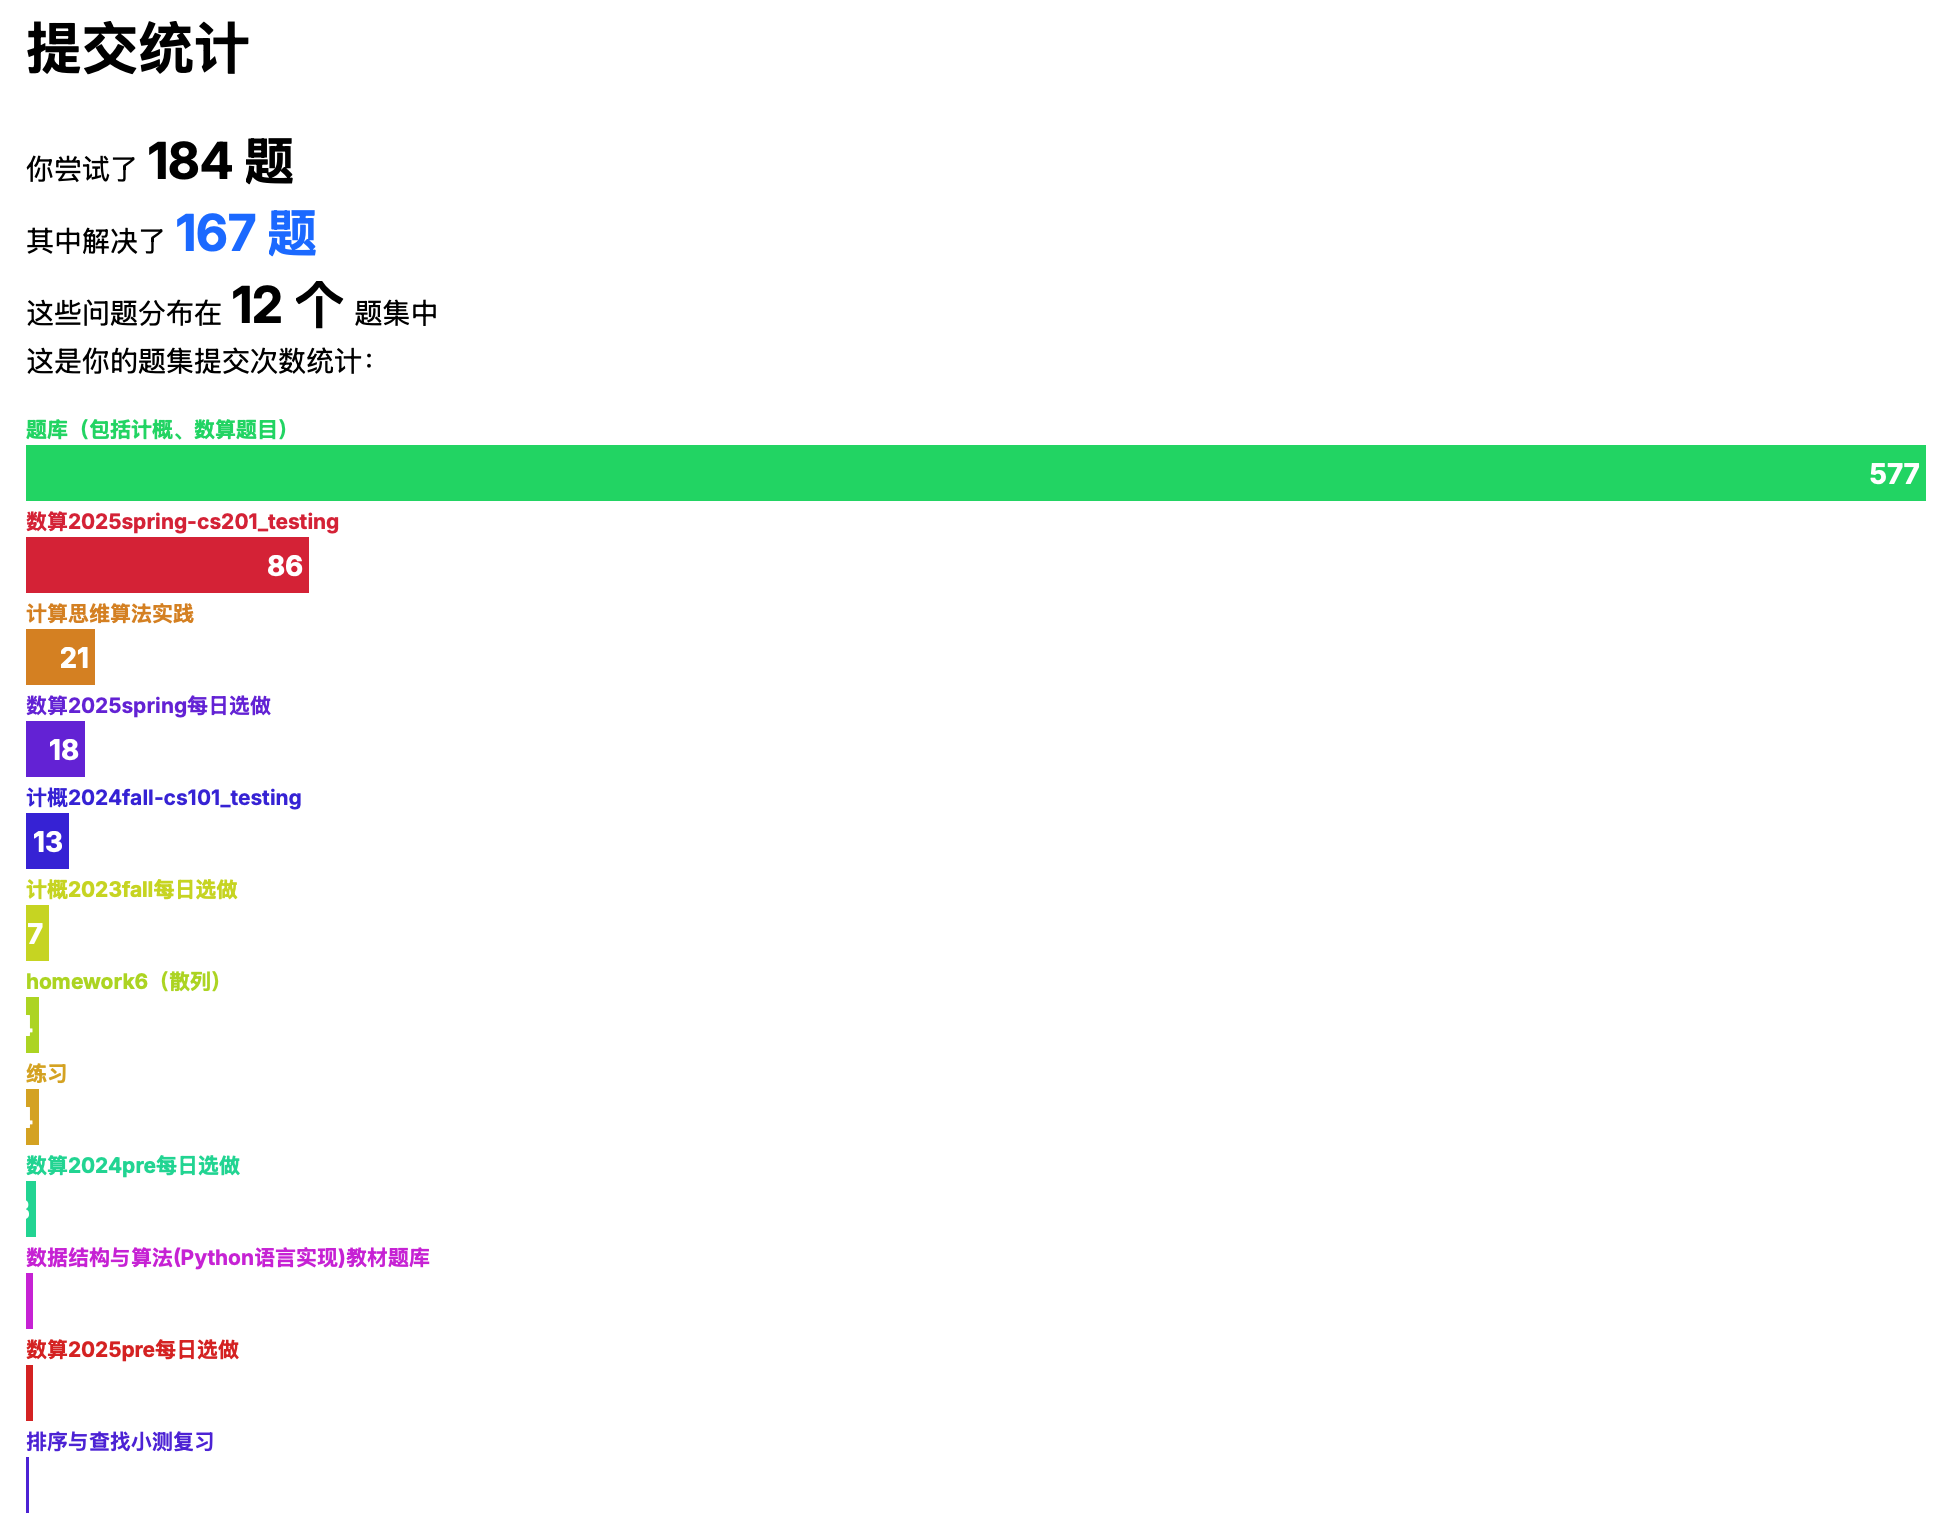 提交统计
你尝试了 184 题
其中解决了 167 题
这些问题分布在 12 个 题集中
这是你的题集提交次数统计：
题库（包括计概、数算题目）
577
数算2025spring-cs201_testing
86
计算思维算法实践
21
数算2025spring每日选做
18
计概2024fall-cs101_testing
13
计概2023fall每日选做
7
homework6（散列）
4
练习
4
数算2024pre每日选做
3
数据结构与算法(Python语言实现)教材题库
数算2025pre每日选做
排序与查找小测复习